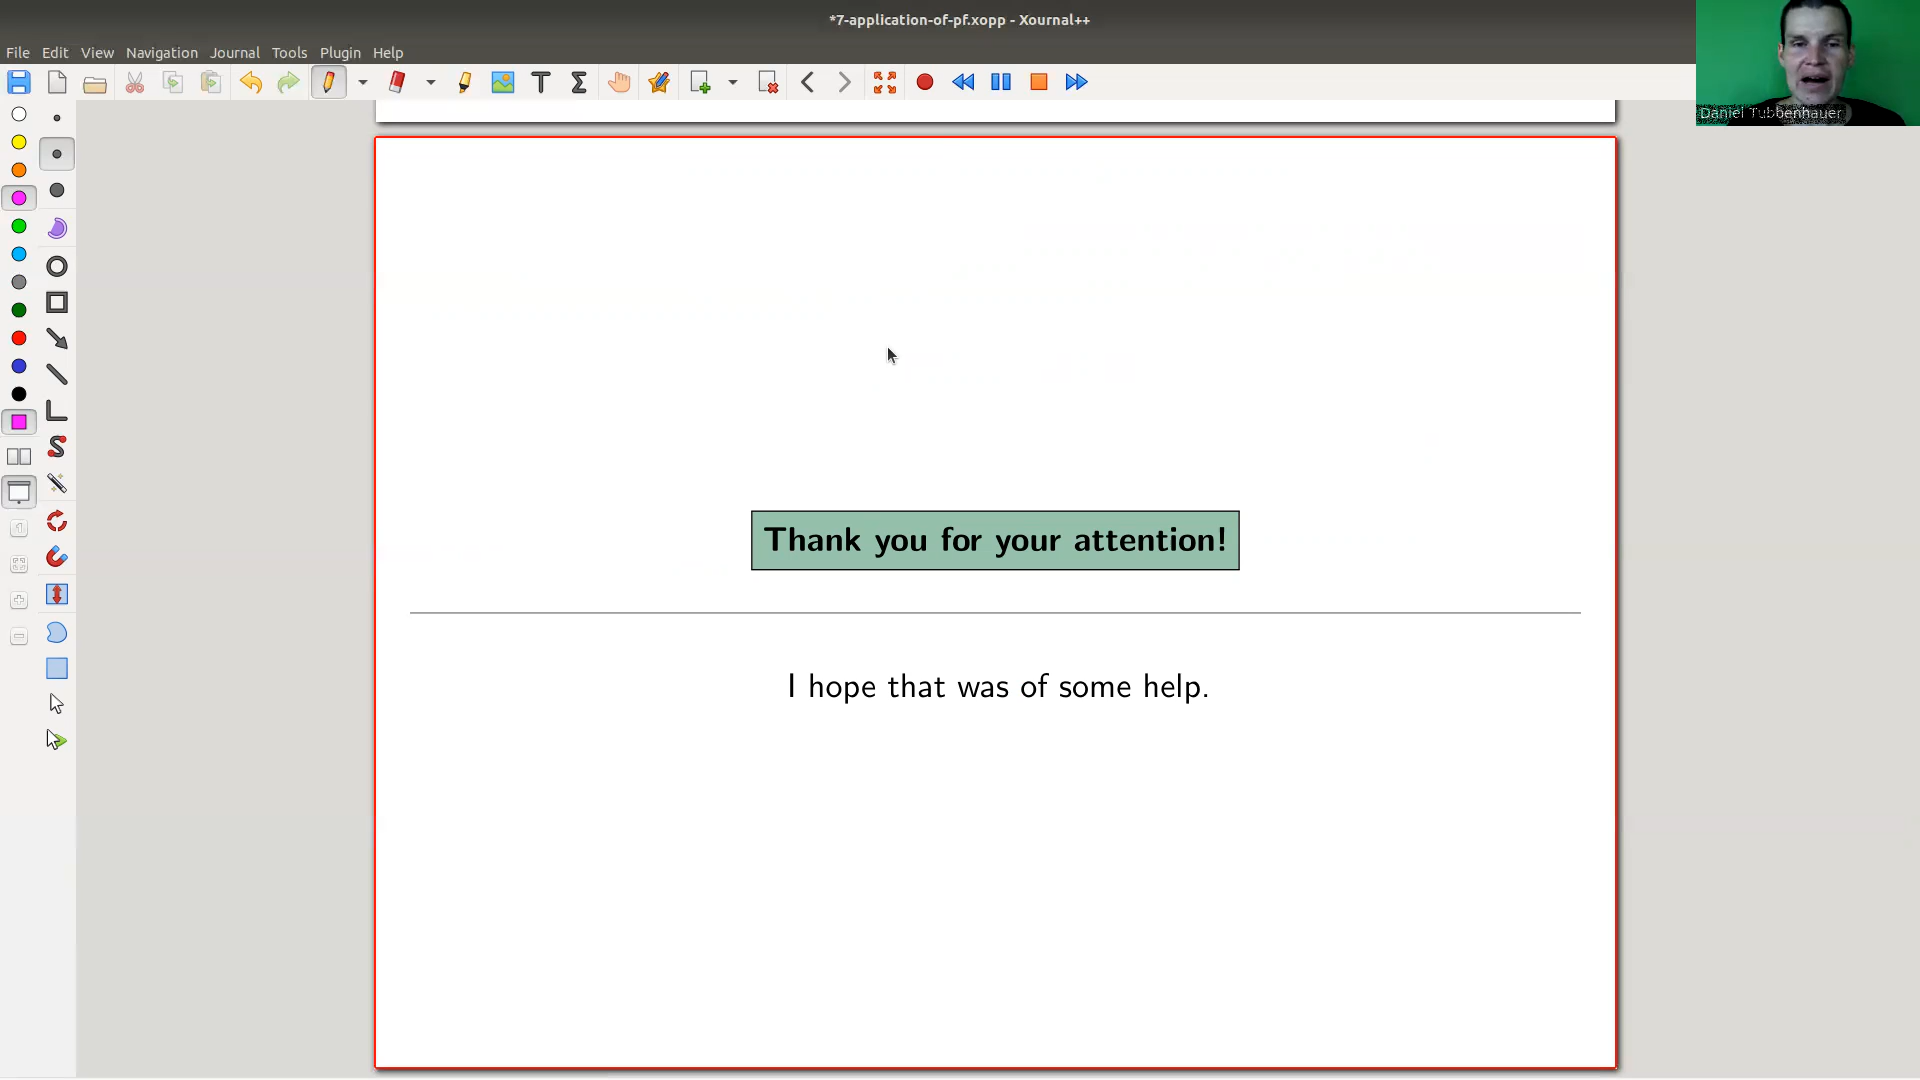 *7-application-of-pf.xopp - Xournal++
File Edit View Navigation Journal Tools Plugin Help
Daniel Tubbenhauer
Thank you for your attention!
I hope that was of some help.